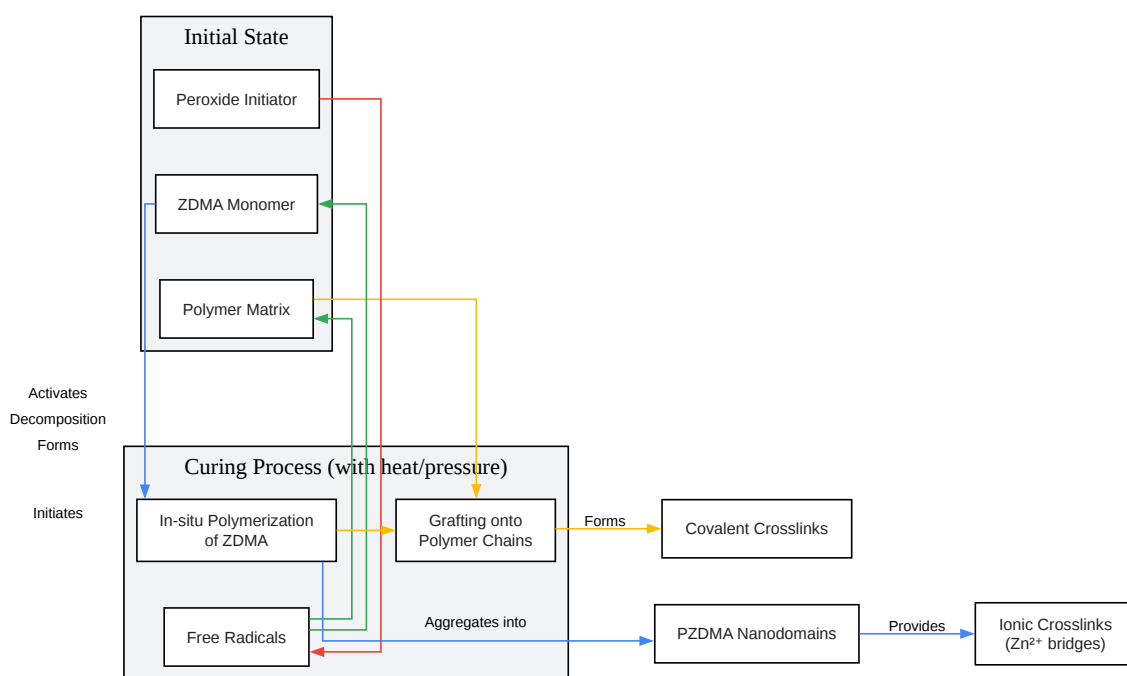 Initial State
Peroxide Initiator
ZDMA Monomer
Polymer Matrix
Activates
Decomposition
Forms
Initiates
Curing Process (with heat/pressure)
In-situ Polymerization
of ZDMA
Grafting onto
Polymer Chains
Forms
Covalent Crosslinks
Free Radicals
Aggregates into
PZDMA Nanodomains
Provides
Ionic Crosslinks
(Zn²⁺ bridges)